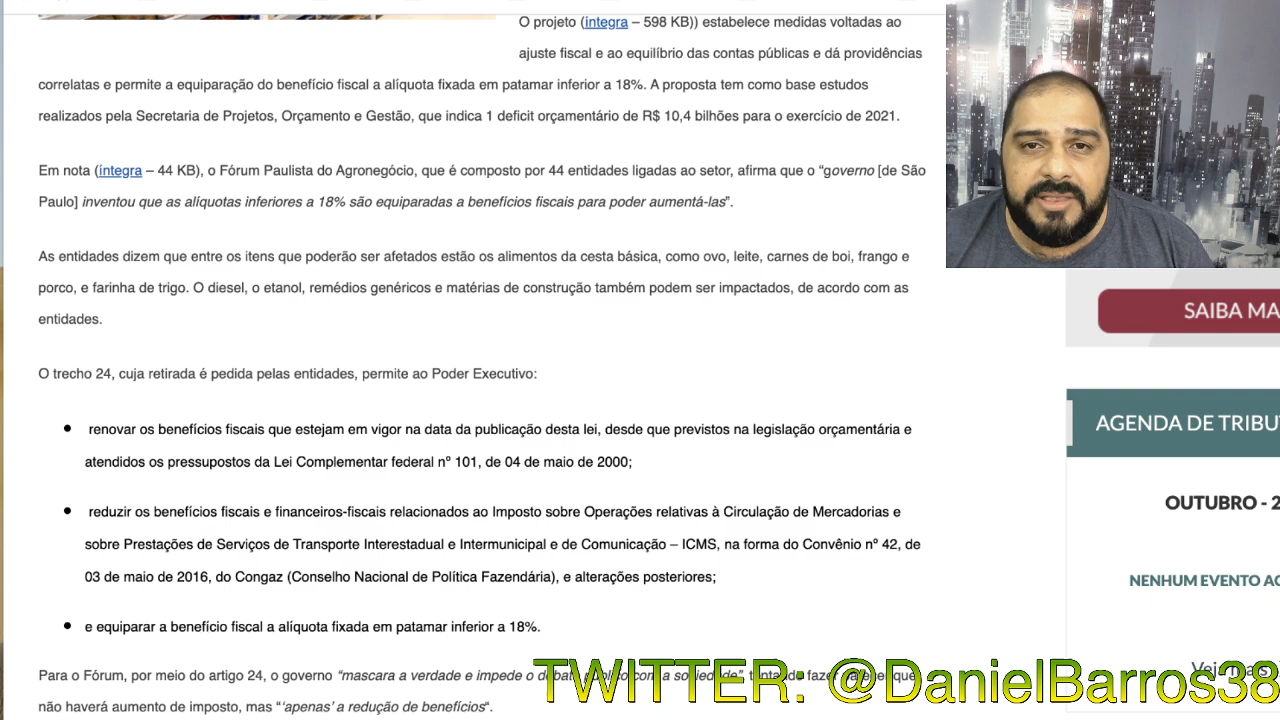 O projeto (íntegra – 598 KB)) estabelece medidas voltadas ao
ajuste fiscal e ao equilíbrio das contas públicas e dá providências
correlatas e permite a equiparação do benefício fiscal a alíquota fixada em patamar inferior a 18%. A proposta tem como base estudos
realizados pela Secretaria de Projetos, Orçamento e Gestão, que indica 1 deficit orçamentário de R$ 10,4 bilhões para o exercício de 2021.
Em nota (íntegra – 44 KB), o Fórum Paulista do Agronegócio, que é composto por 44 entidades ligadas ao setor, afirma que o “governo [de São
Paulo] inventou que as alíquotas inferiores a 18% são equiparadas a benefícios fiscais para poder aumentá-las”.
As entidades dizem que entre os itens que poderão ser afetados estão os alimentos da cesta básica, como ovo, leite, carnes de boi, frango e
porco, e farinha de trigo. O diesel, o etanol, remédios genéricos e matérias de construção também podem ser impactados, de acordo com as
entidades.
O trecho 24, cuja retirada é pedida pelas entidades, permite ao Poder Executivo:
renovar os benefícios fiscais que estejam em vigor na data da publicação desta lei, desde que previstos na legislação orçamentária e
atendidos os pressupostos da Lei Complementar federal nº 101, de 04 de maio de 2000;
reduzir os benefícios fiscais e financeiros-fiscais relacionados ao Imposto sobre Operações relativas à Circulação de Mercadorias e
sobre Prestações de Serviços de Transporte Interestadual e Intermunicipal e de Comunicação – ICMS, na forma do Convênio nº 42, de
03 de maio de 2016, do Congaz (Conselho Nacional de Política Fazendária), e alterações posteriores;
e equiparar a benefício fiscal a alíquota fixada em patamar inferior a 18%.
Para o Fórum, por meio do artigo 24, o governo “mascara a verdade e impede o debate público com a sociedade”, tentando fazer que
não haverá aumento de imposto, mas “‘apenas’ a redução de benefícios“.
SAIBA MA
AGENDA DE TRIBU
OUTUBRO - 2
NENHUM EVENTO AG
TWITTER: @DanielBarros38